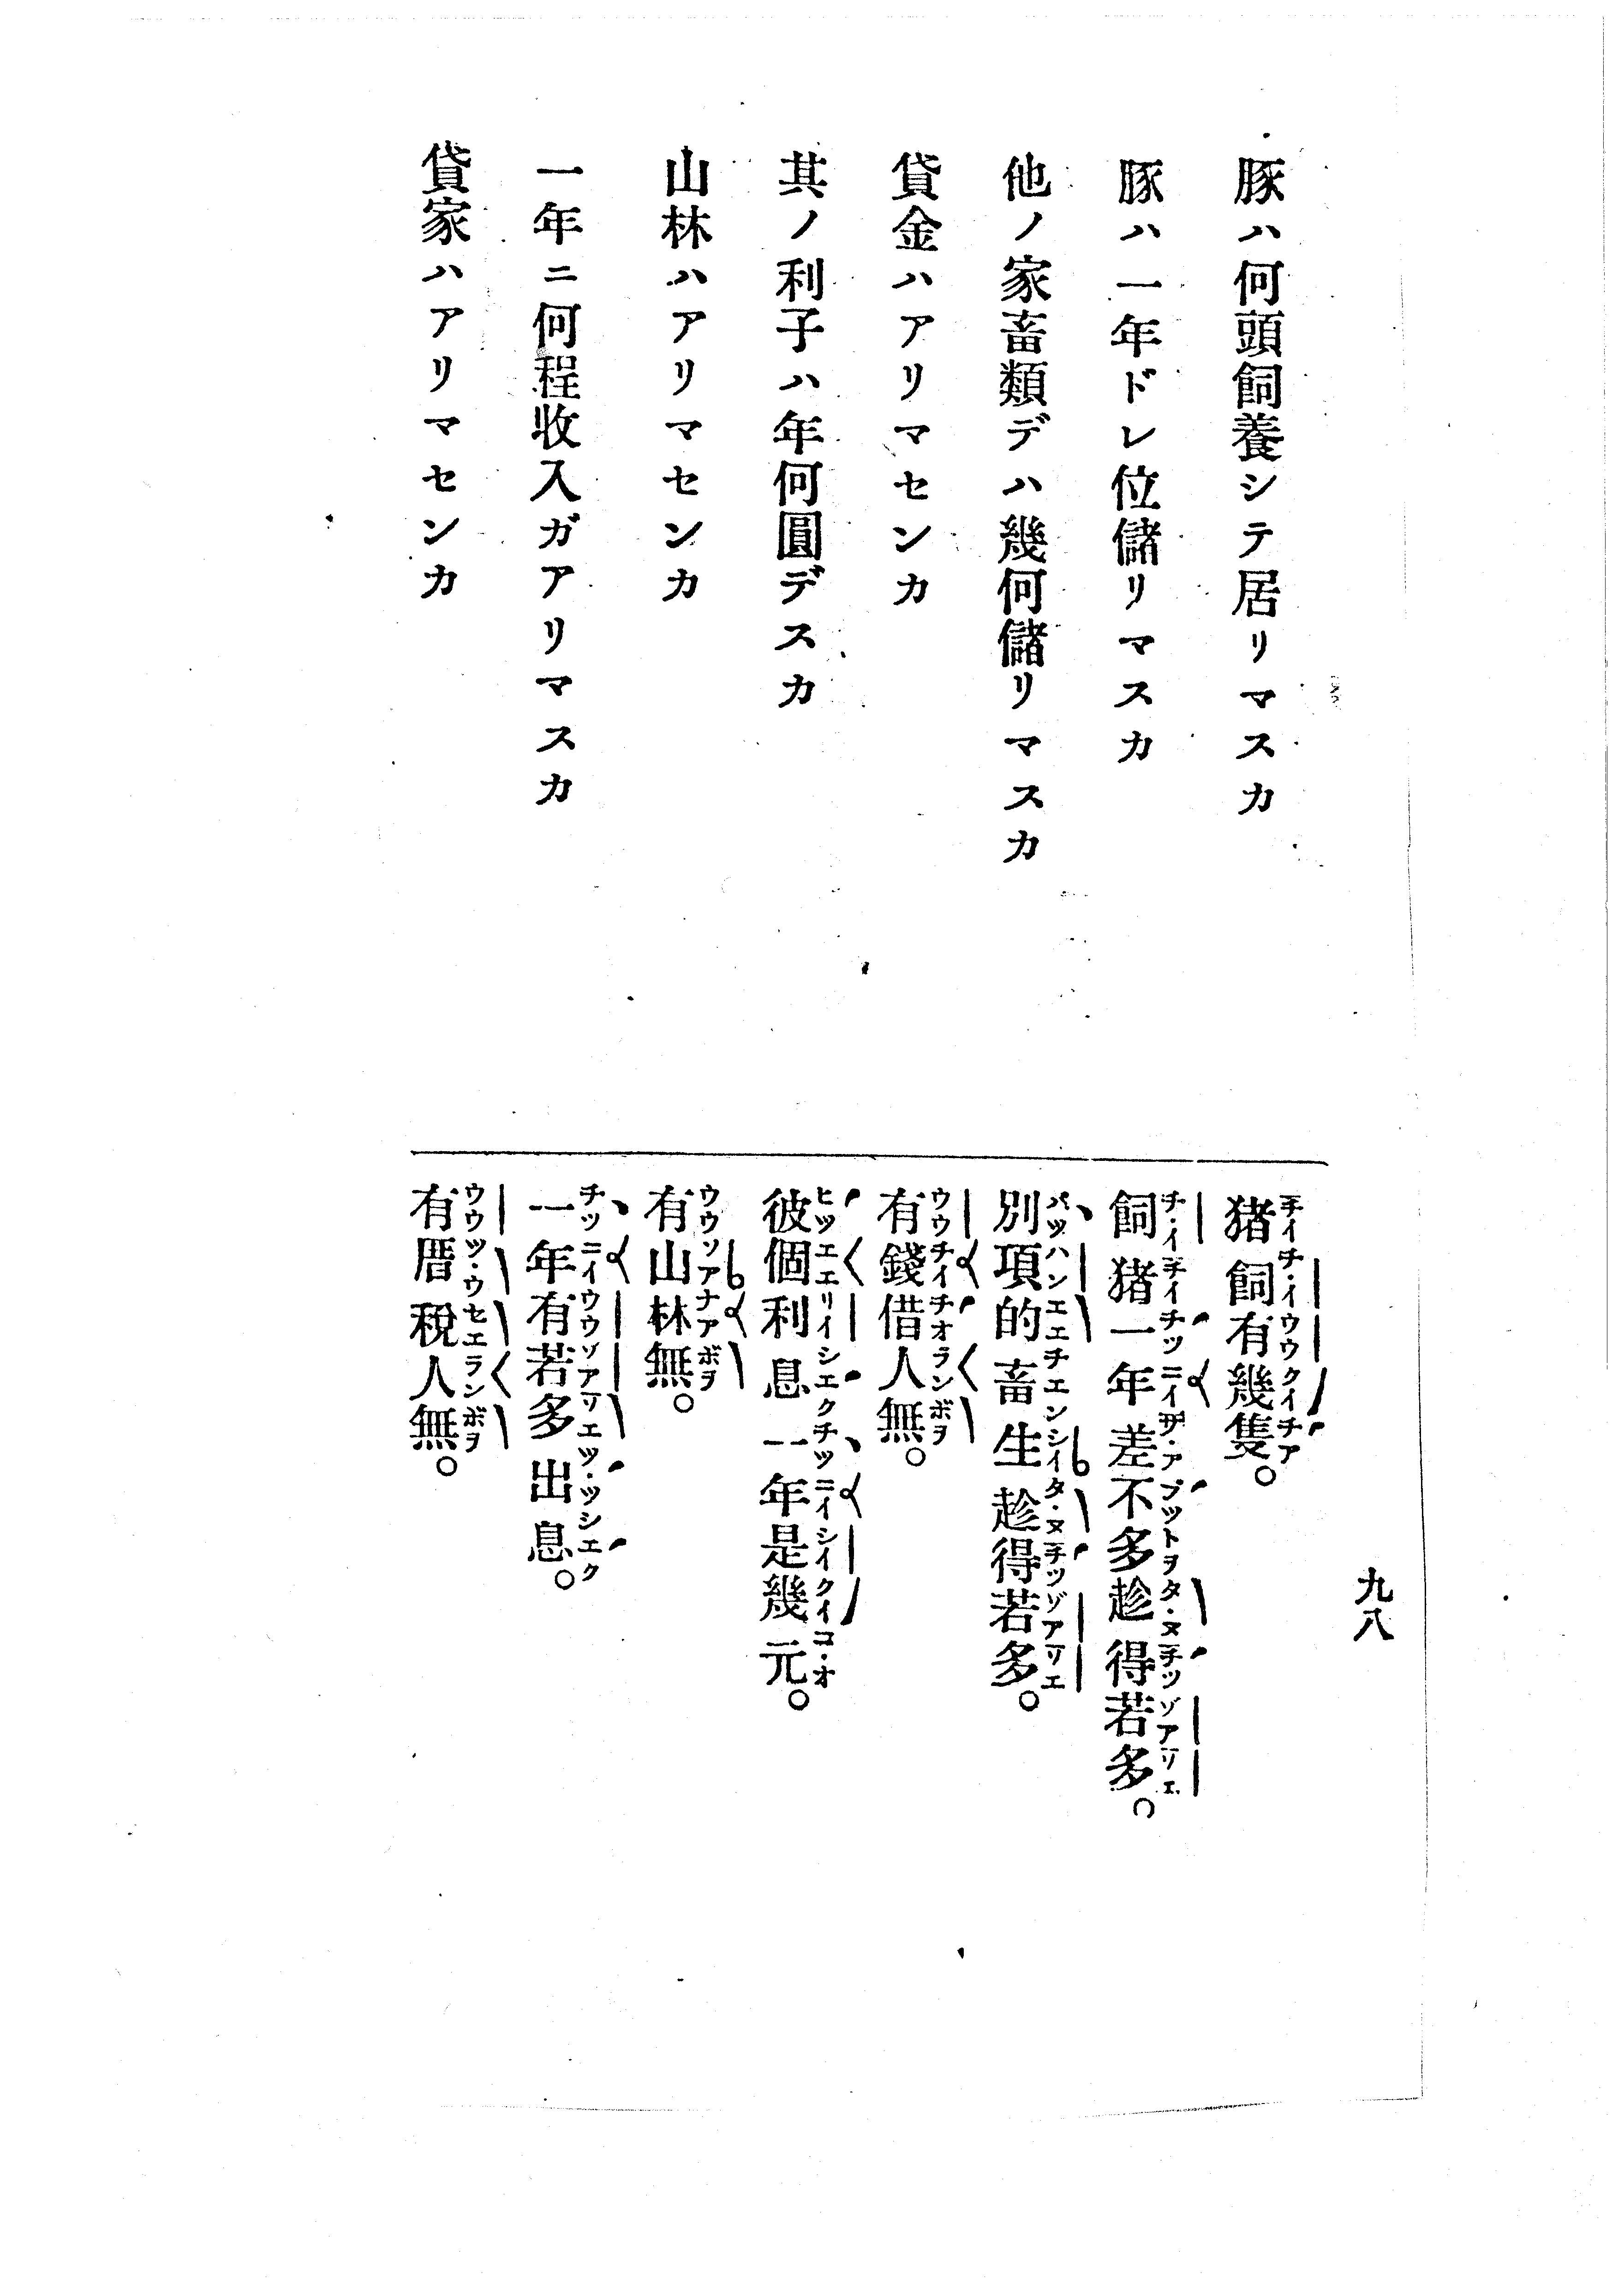 九八
豚ハ何頭飼養シテ居リマスカ
豚ハ一年ドレ位儲リマスカ
他ノ家畜類デハ幾何儲リマスカ
貸金ハアリマセンカ
其ノ利子ハ年何圓デスカ
山林ハアリマセンカ
一年ニ何程收入ガアリマスカ
貸家ハアリマセンカ
猪飼有幾隻。
飼猪一年差不多趁得若多。
別項的畜生趁得若多。
有錢借人無。
彼個利息一年是幾元。
有山林無。
一年有若多出息。
有厝稅人無。